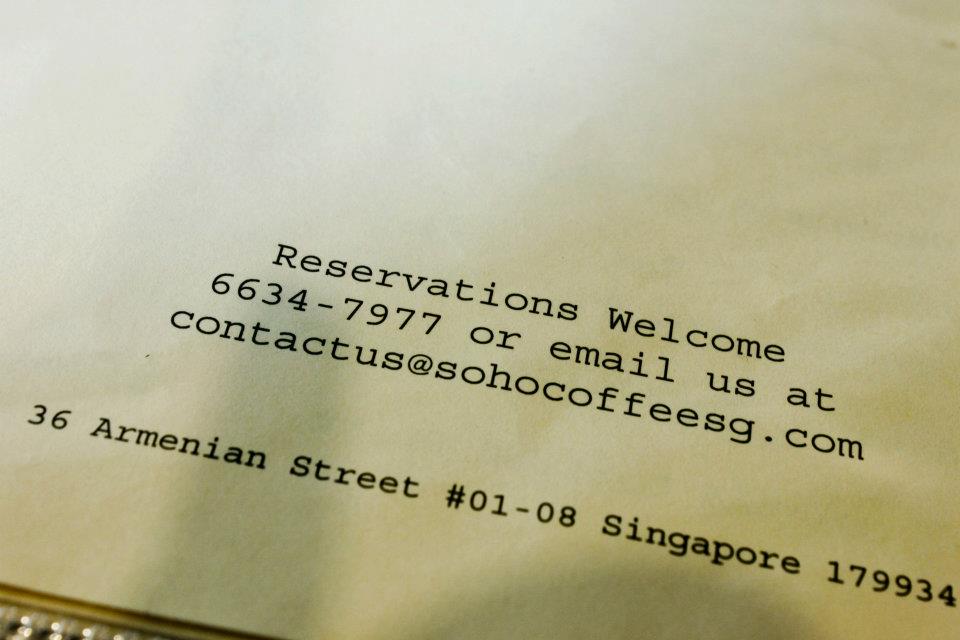 Reservations Welcome
6634-7977 or email us at
contactus@sohocoffeesg.com
36 Armenian Street #01-08 Singapore 179934